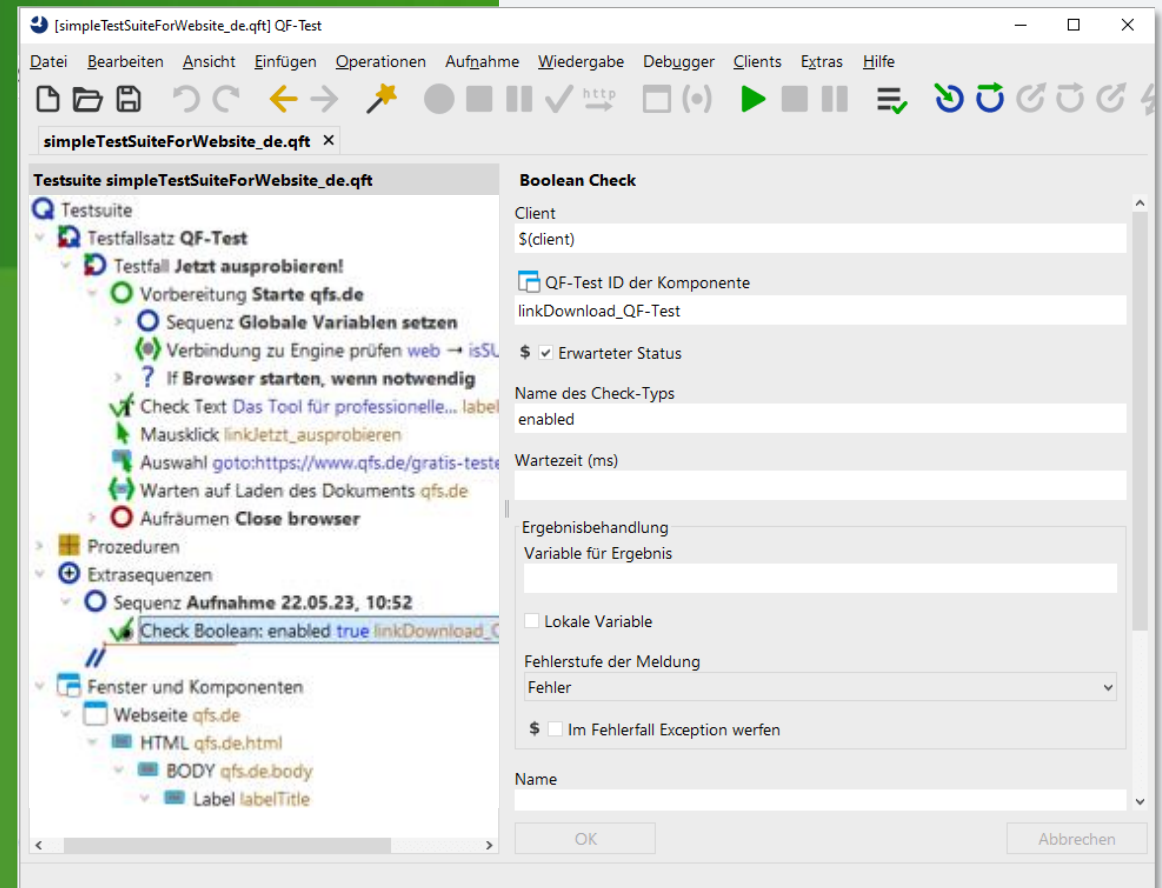 [simpleTestSuiteForWebsite_de.qft] QF-Test
Datei Bearbeiten Ansicht Einfügen Operationen Aufnahme Wiedergabe Debugger Clients Extras Hilfe
http
simpleTestSuiteForWebsite_de.qft
Testsuite simpleTestSuiteForWebsite_de.qft
Testsuite
Testfallsatz QF-Test
Testfall Jetzt ausprobieren!
Vorbereitung Starte qfs.de
Sequenz Globale Variablen setzen
Verbindung zu Engine prüfen web → isSU
? If Browser starten, wenn notwendig
Check Text Das Tool für professionelle... label
Mausklick linkJetzt_ausprobieren
Auswahl goto:https://www.qfs.de/gratis-teste
Warten auf Laden des Dokuments qfs.de
Aufräumen Close browser
Prozeduren
Extrasequenzen
Sequenz Aufnahme 22.05.23, 10:52
Check Boolean: enabled true linkDownload_Q
Fenster und Komponenten
Webseite qfs.de
HTML qfs.de.html
BODY qfs.de.body
Label labelTitle
Boolean Check
Client
$(client)
QF-Test ID der Komponente
linkDownload_QF-Test
$ Erwarteter Status
Name des Check-Typs
enabled
Wartezeit (ms)
Ergebnisbehandlung
Variable für Ergebnis
Lokale Variable
Fehlerstufe der Meldung
Fehler
$ Im Fehlerfall Exception werfen
Name
OK Abbrechen